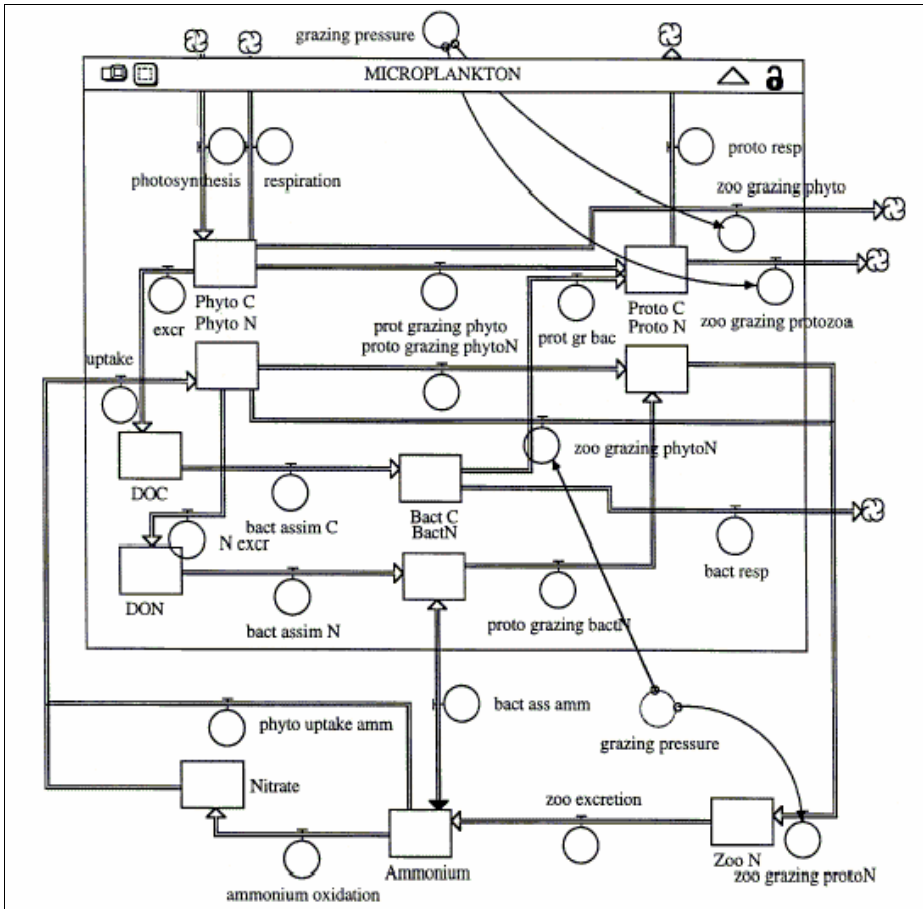 grazing pressure
MICROPLANKTON
proto resp
photosynthesis
respiration
zoo grazing phyto
Phyto C
Phyto N
excr
prot grazing phyto
proto grazing phytoN
prot gr bac
Proto C
Proto N
zoo grazing protozoa
uptake
zoo grazing phytoN
DOC
bact assim C
N excr
Bact C
BactN
bact resp
DON
bact assim N
proto grazing bactN
bact ass amm
phyto uptake amm
grazing pressure
Nitrate
zoo excretion
Ammonium
Zoo N
zoo grazing protoN
ammonium oxidation